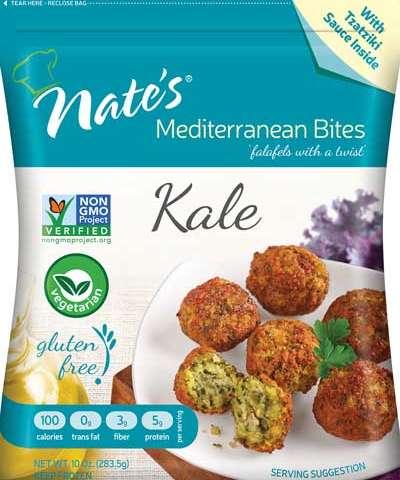 TEAR HERE - RECLOSE BAG
With
Tzatziki
Sauce Inside
Nate's®
Mediterranean Bites
'falafels with a twist'
Kale
NON
GMO
Project
VERIFIED
nongmoproject.org
vegetarian
gluten
free
100
calories
0g
trans fat
3g
fiber
5g
protein
per serving
NET WT. 10 oz. (283.5g)
KEEP FROZEN
SERVING SUGGESTION